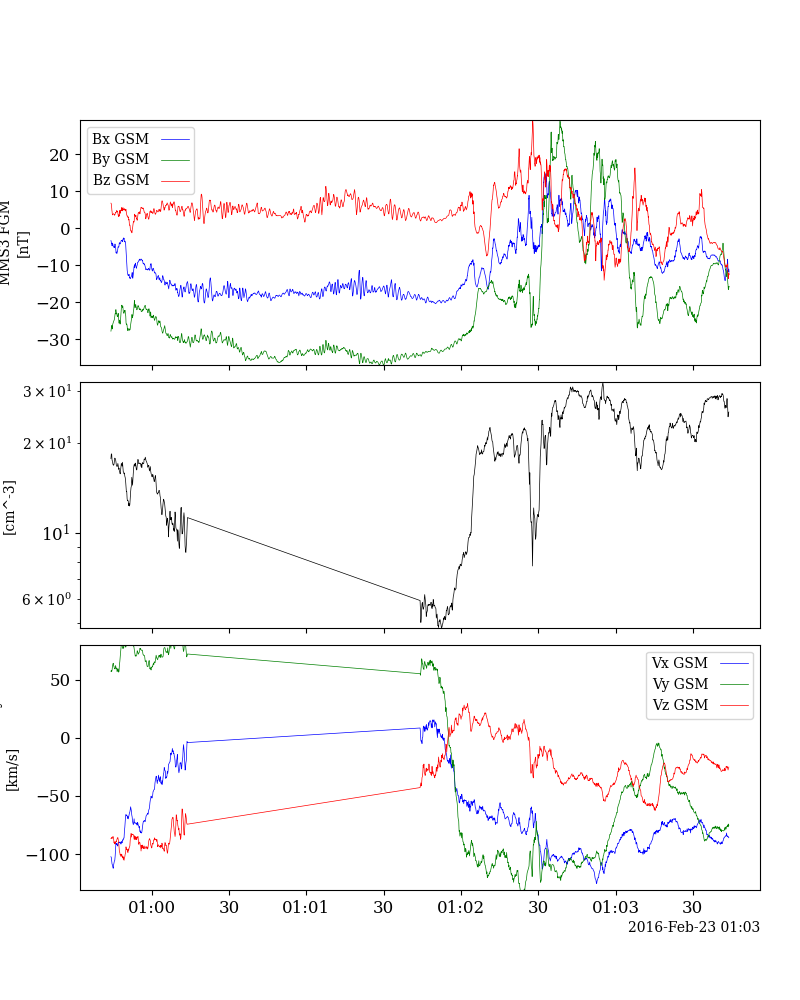 Bx GSM
By GSM
Bz GSM
20
10
0
−10
−20
−30
MMS3 FGM
[nT]
3 × 10¹
2 × 10¹
10¹
6 × 10⁰
[cm^-3]
Vx GSM
Vy GSM
Vz GSM
50
0
−50
−100
[km/s]
01:00 30 01:01 30 01:02 30 01:03 30
2016-Feb-23 01:03